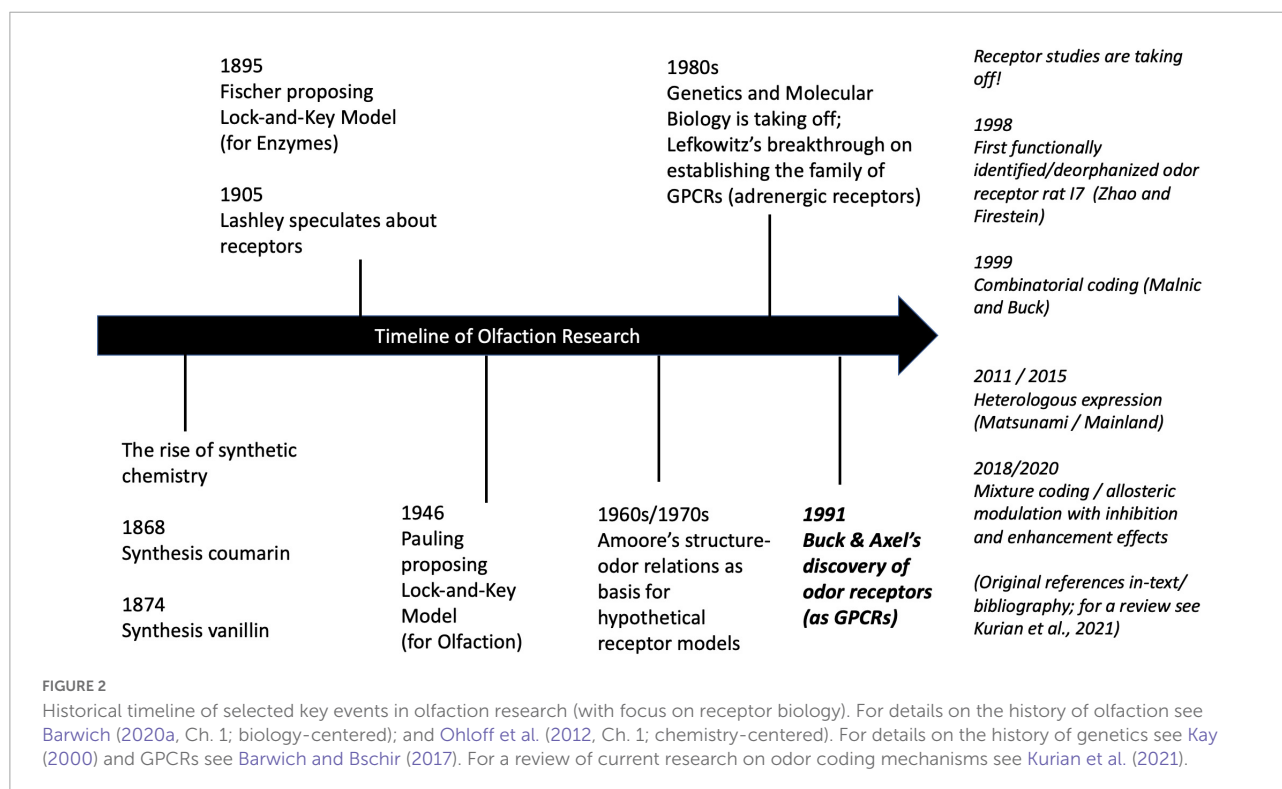 1895
Fischer proposing
Lock-and-Key Model
(for Enzymes)
1905
Lashley speculates about
receptors
1980s
Genetics and Molecular
Biology is taking off;
Lefkowitz’s breakthrough on
establishing the family of
GPCRs (adrenergic receptors)
Timeline of Olfaction Research
The rise of synthetic
chemistry
1868
Synthesis coumarin
1874
Synthesis vanillin
1946
Pauling
proposing
Lock-and-Key
Model
(for Olfaction)
1960s/1970s
Amoore’s structure-
odor relations as
basis for
hypothetical
receptor models
1991
Buck & Axel’s
discovery of
odor receptors
(as GPCRs)
Receptor studies are taking
off!
1998
First functionally
identified/deorphanized odor
receptor rat I7 (Zhao and
Firestein)
1999
Combinatorial coding (Malnic
and Buck)
2011 / 2015
Heterologous expression
(Matsunami / Mainland)
2018/2020
Mixture coding / allosteric
modulation with inhibition
and enhancement effects
(Original references in-text/
bibliography; for a review see
Kurian et al., 2021)
FIGURE 2
Historical timeline of selected key events in olfaction research (with focus on receptor biology). For details on the history of olfaction see
Barwich (2020a, Ch. 1; biology-centered); and Ohloff et al. (2012, Ch. 1; chemistry-centered). For details on the history of genetics see Kay
(2000) and GPCRs see Barwich and Bschir (2017). For a review of current research on odor coding mechanisms see Kurian et al. (2021).